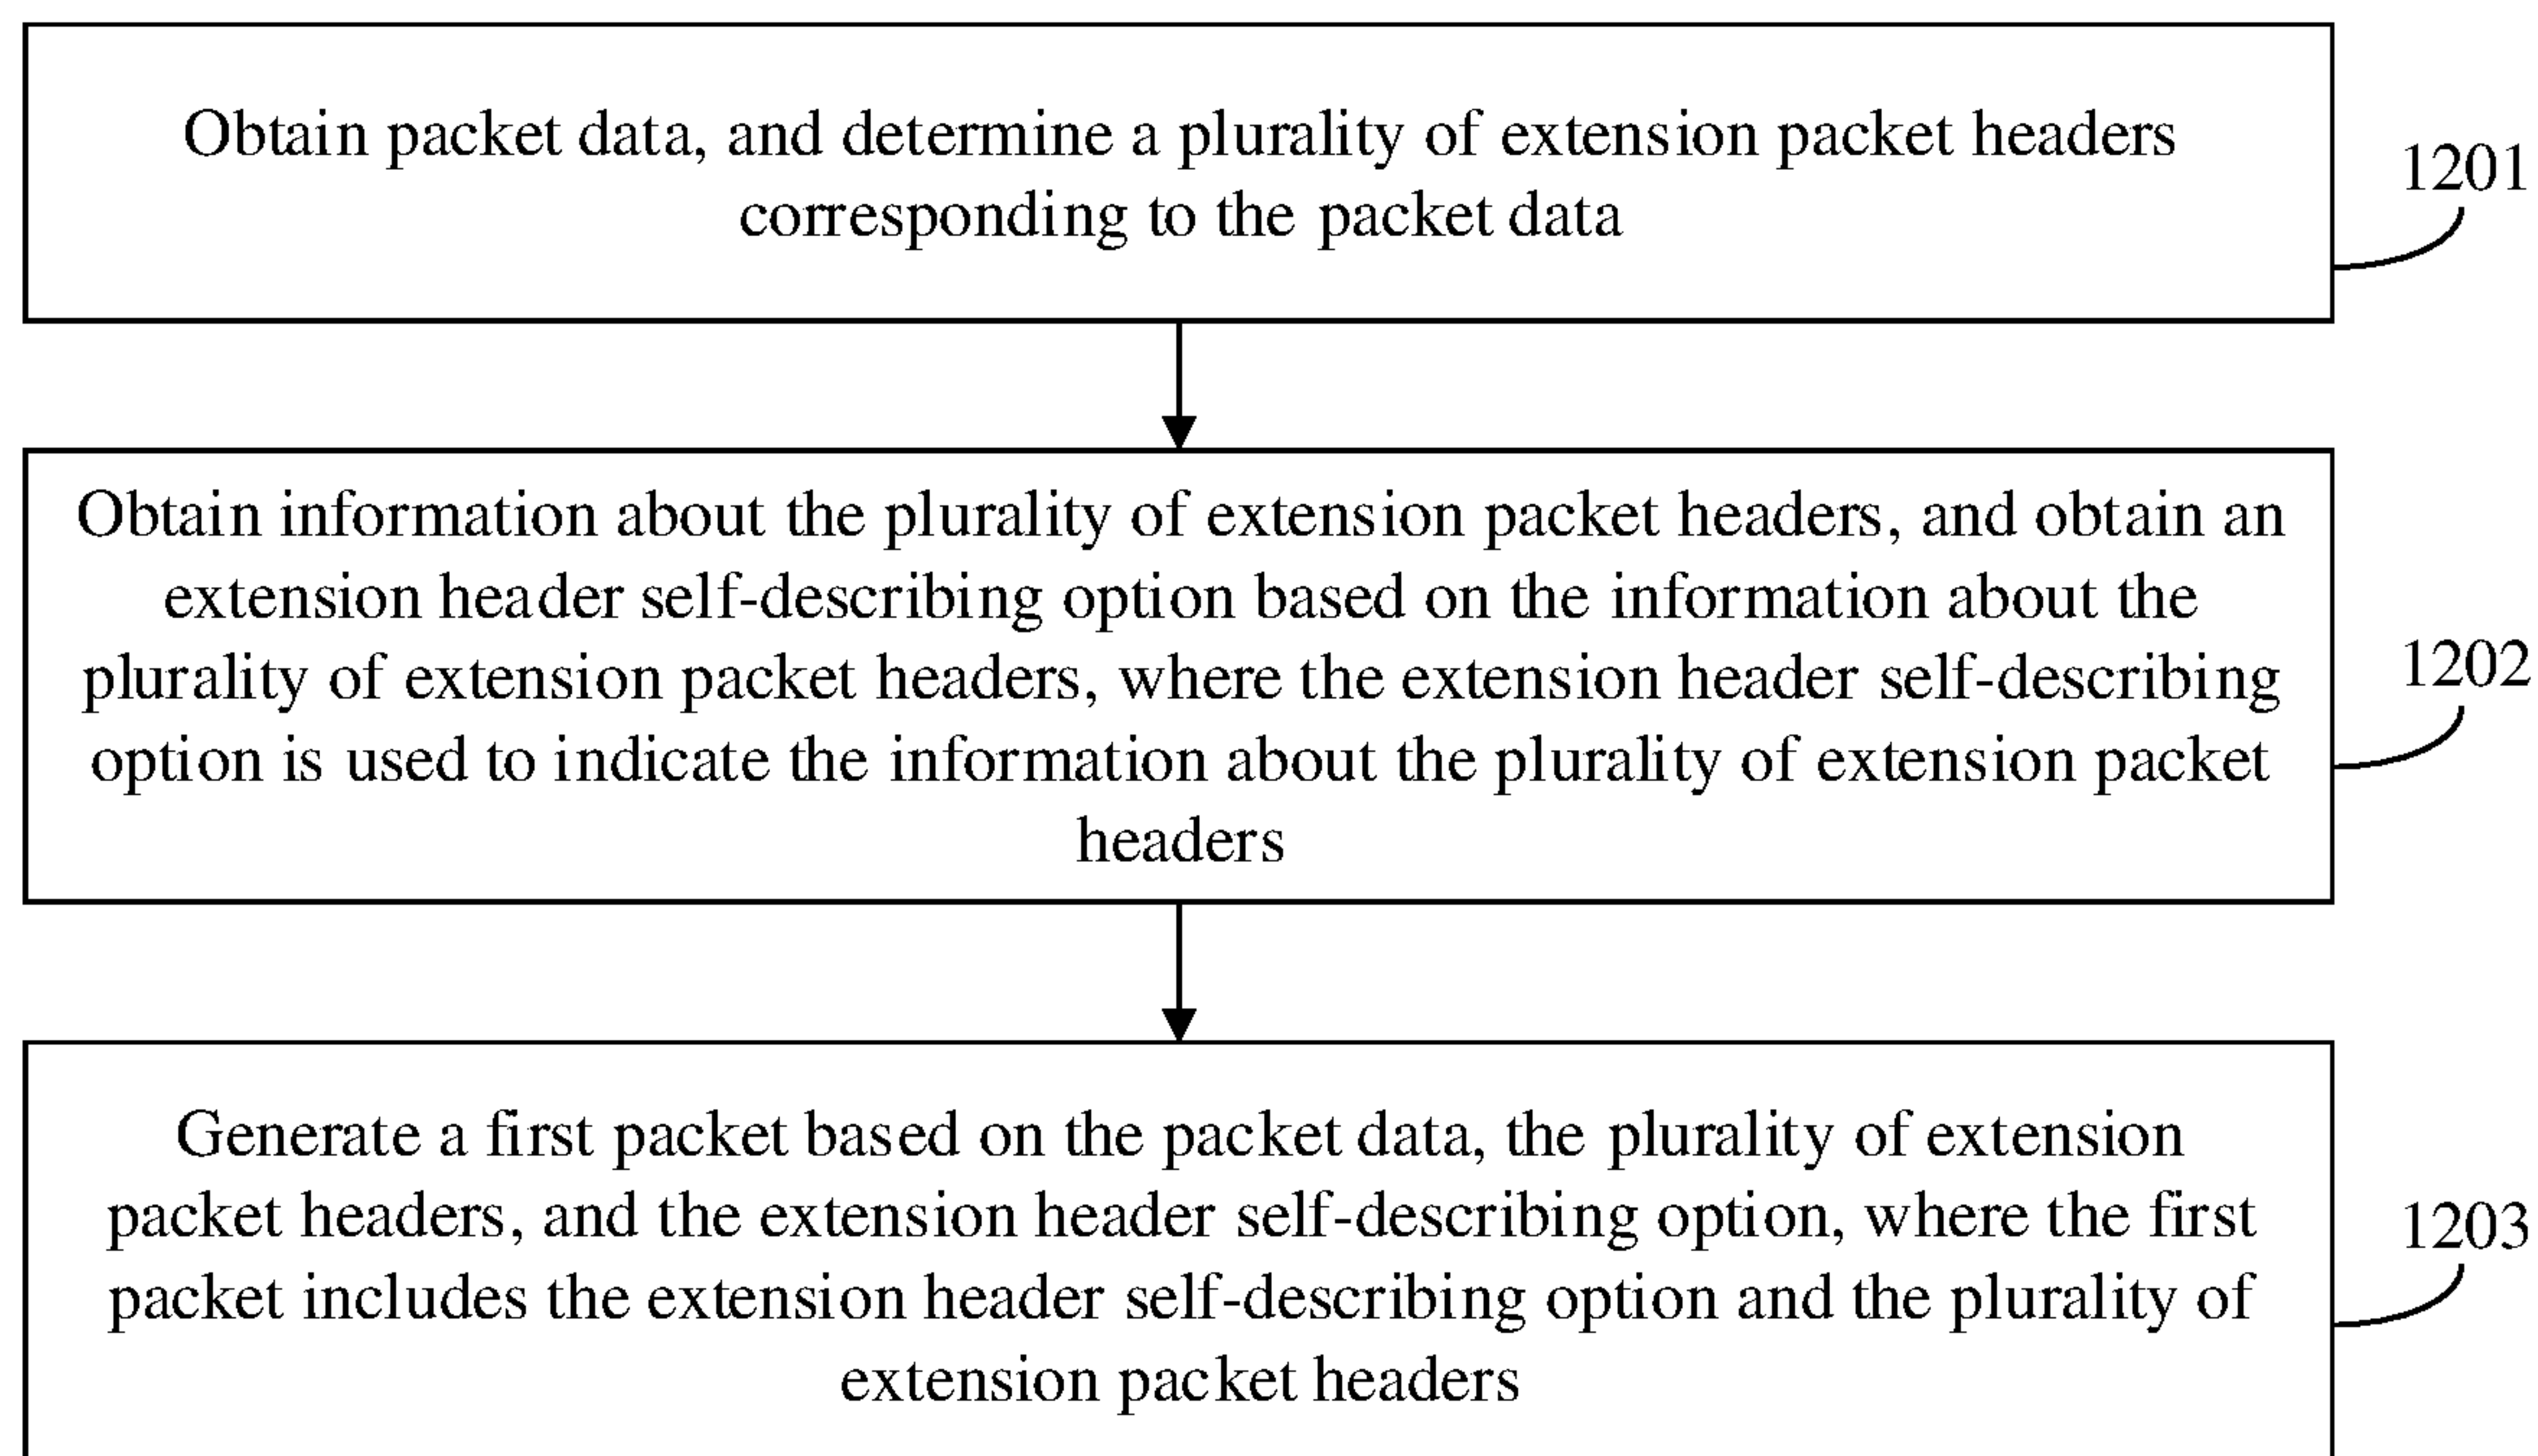 Obtain packet data, and determine a plurality of extension packet headers
corresponding to the packet data
1201
Obtain information about the plurality of extension packet headers, and obtain an
extension header self-describing option based on the information about the
plurality of extension packet headers, where the extension header self-describing
option is used to indicate the information about the plurality of extension packet
headers
1202
Generate a first packet based on the packet data, the plurality of extension
packet headers, and the extension header self-describing option, where the first
packet includes the extension header self-describing option and the plurality of
extension packet headers
1203